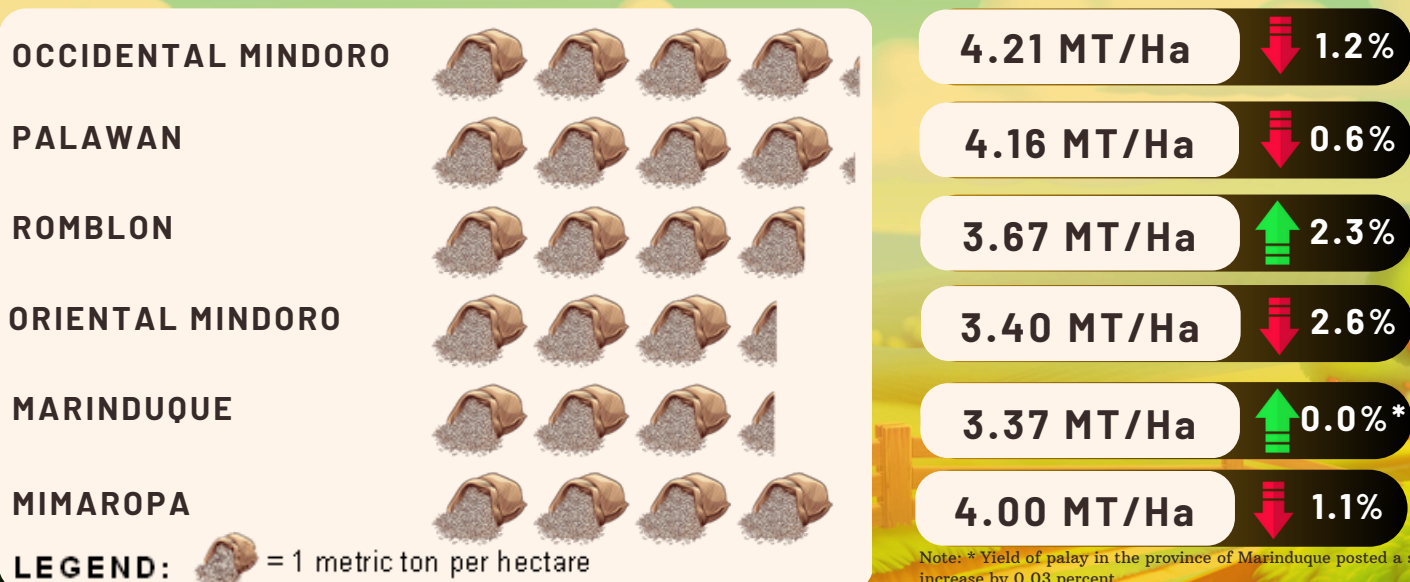 OCCIDENTAL MINDORO 4.21 MT/Ha 1.2%
PALAWAN 4.16 MT/Ha 0.6%
ROMBLON 3.67 MT/Ha 2.3%
ORIENTAL MINDORO 3.40 MT/Ha 2.6%
MARINDUQUE 3.37 MT/Ha 0.0%*
MIMAROPA 4.00 MT/Ha 1.1%
LEGEND: = 1 metric ton per hectare
Note: * Yield of palay in the province of Marinduque posted a
increase by 0.03 percent